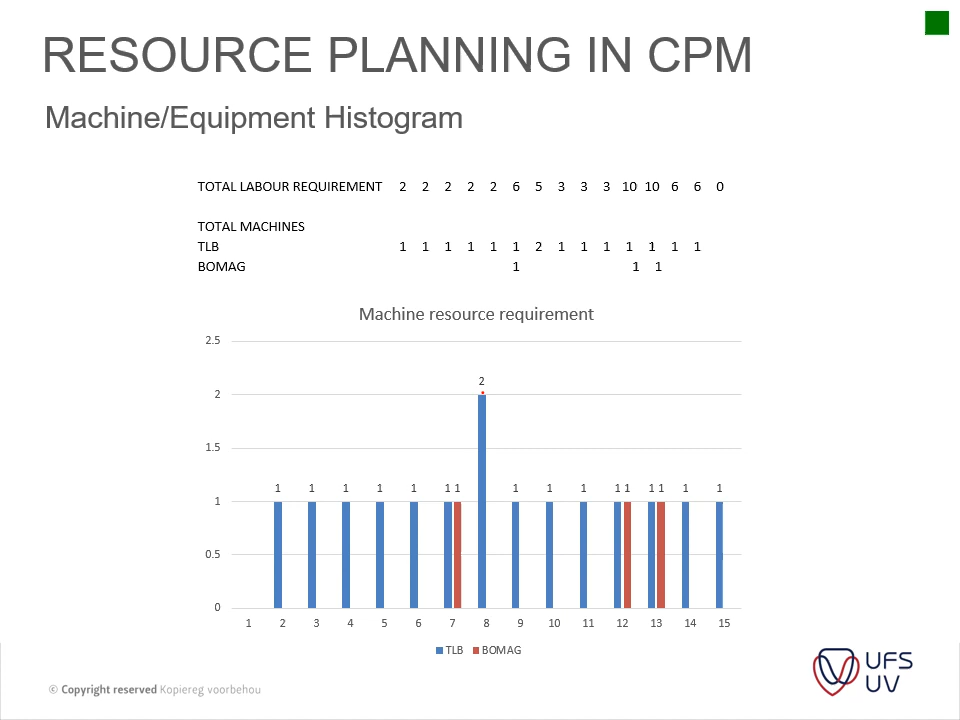 RESOURCE PLANNING IN CPM
Machine/Equipment Histogram
TOTAL LABOUR REQUIREMENT 2 2 2 2 2 6 5 3 3 3 10 10 6 6 0
TOTAL MACHINES
TLB 1 1 1 1 1 1 2 1 1 1 1 1 1 1
BOMAG 1 1 1
Machine resource requirement
2.5
2
1.5
1
0.5
0
2
1 1 1 1 1 1 1 1 1 1 1 1 1 1 1 1
1 2 3 4 5 6 7 8 9 10 11 12 13 14 15
TLB BOMAG
© Copyright reserved Kopiereg voorbehou
UFS
UV